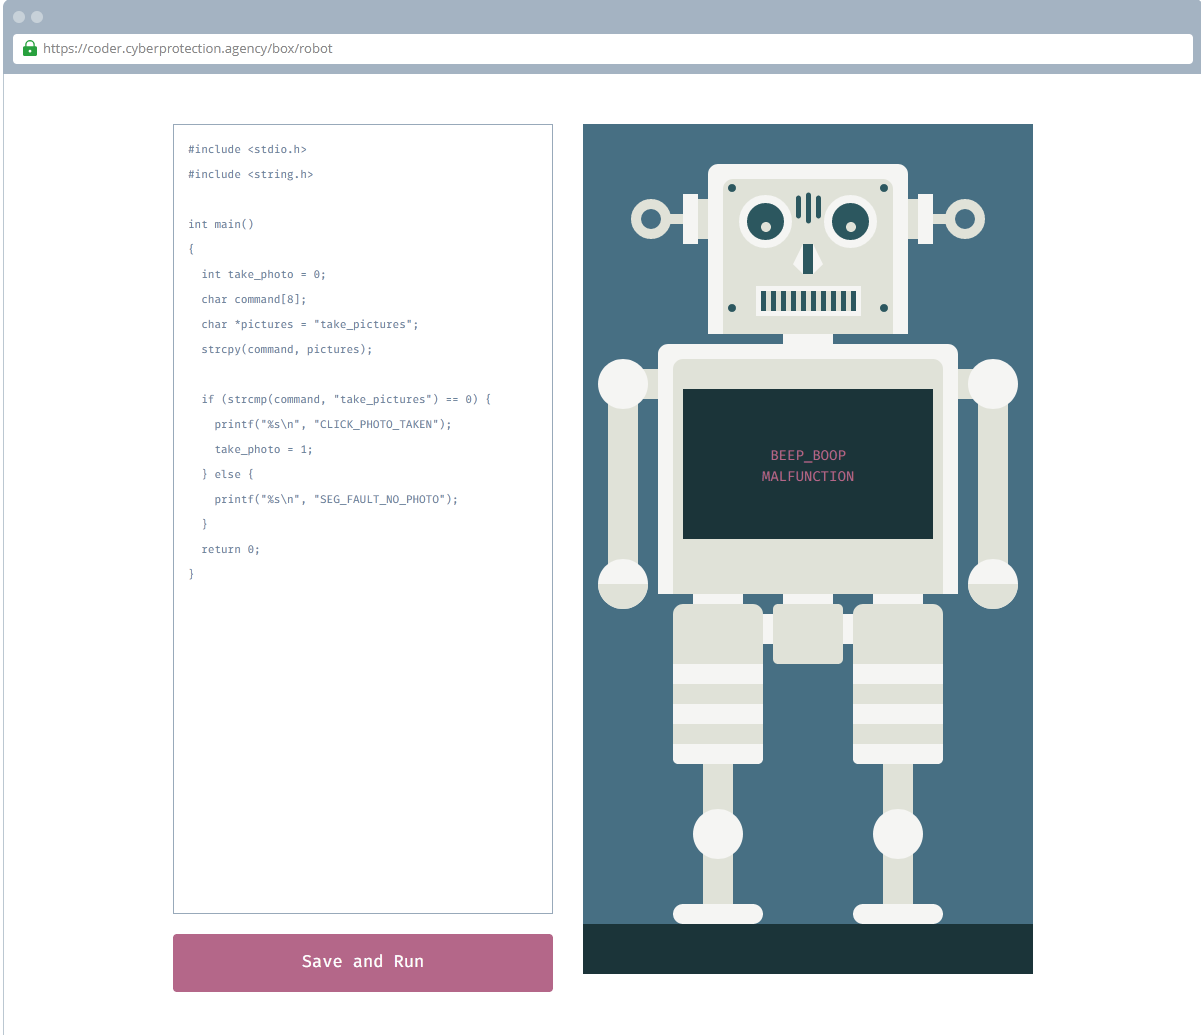 https://coder.cyberprotection.agency/box/robot
#include <stdio.h>
#include <string.h>
int main()
{
  int take_photo = 0;
  char command[8];
  char *pictures = "take_pictures";
  strcpy(command, pictures);
  if (strcmp(command, "take_pictures") == 0) {
    printf("%s\n", "CLICK_PHOTO_TAKEN");
    take_photo = 1;
  } else {
    printf("%s\n", "SEG_FAULT_NO_PHOTO");
  }
  return 0;
}
Save and Run
BEEP_BOOP
MALFUNCTION